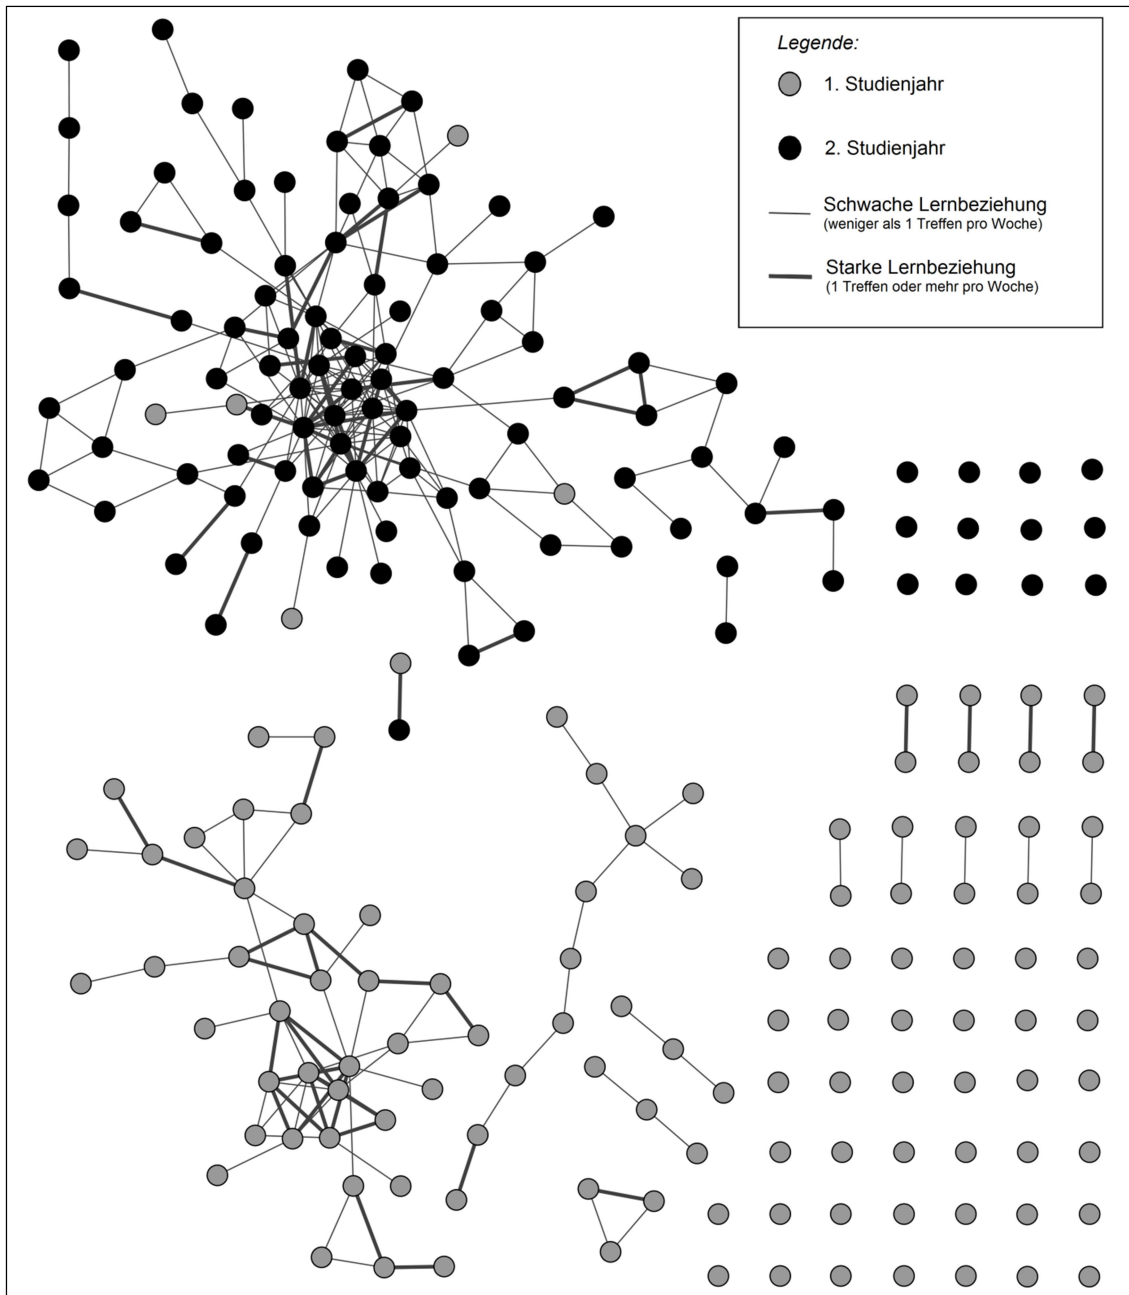 Legende:
1. Studienjahr
2. Studienjahr
Schwache Lernbeziehung
(weniger als 1 Treffen pro Woche)
Starke Lernbeziehung
(1 Treffen oder mehr pro Woche)